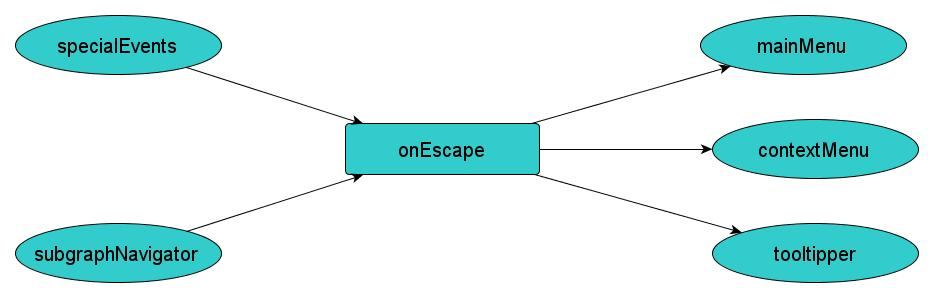 specialEvents
mainMenu
onEscape
contextMenu
subgraphNavigator
tooltipper